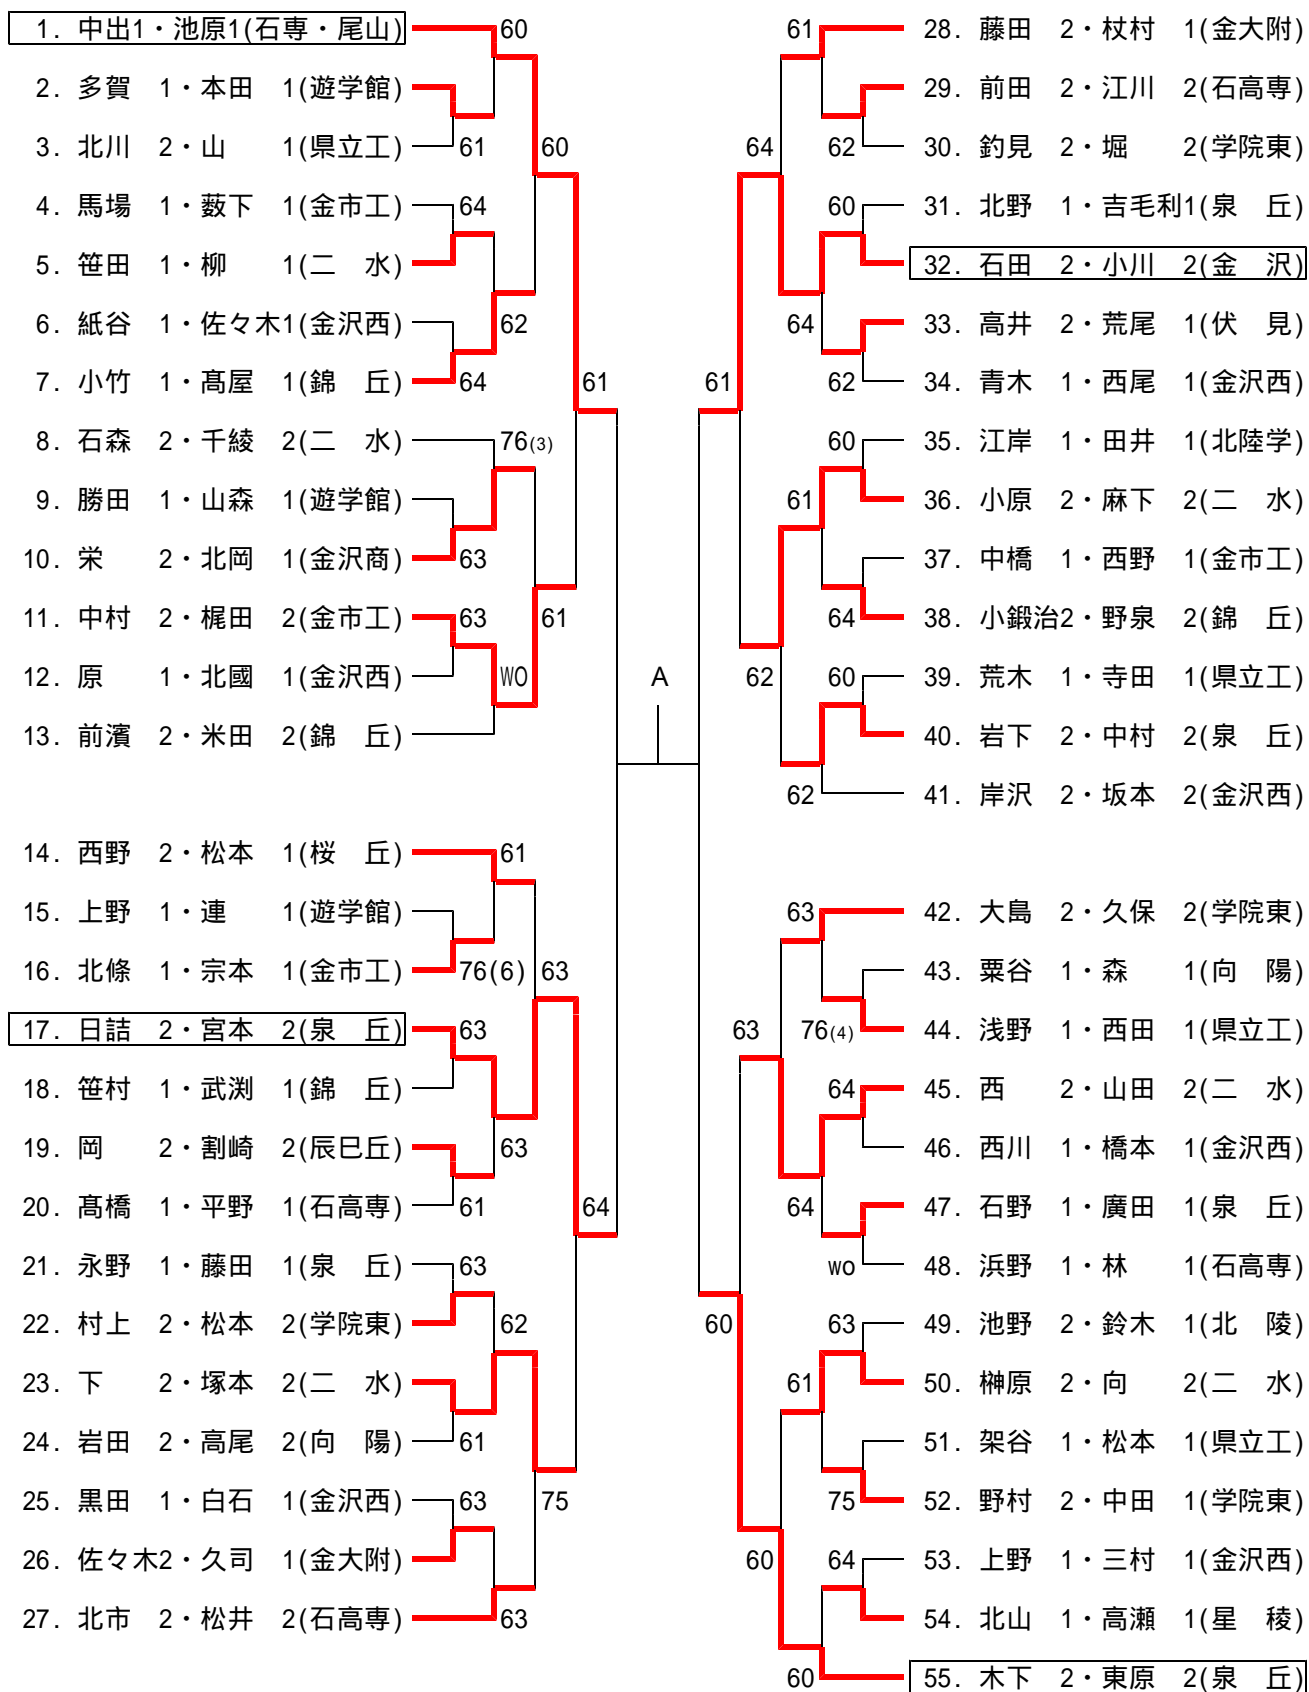 1. 中出1・池原1(石専・尾山)
60
2. 多賀 1・本田 1(遊学館)
3. 北川 2・山 1(県立工)
61
60
4. 馬場 1・薮下 1(金市工)
64
5. 笹田 1・柳 1(二 水)
6. 紙谷 1・佐々木1(金沢西)
62
7. 小竹 1・髙屋 1(錦 丘)
64
61
8. 石森 2・千綾 2(二 水)
76(3)
9. 勝田 1・山森 1(遊学館)
10. 栄 2・北岡 1(金沢商)
63
11. 中村 2・梶田 2(金市工)
63
61
12. 原 1・北國 1(金沢西)
WO
13. 前濱 2・米田 2(錦 丘)
14. 西野 2・松本 1(桜 丘)
61
15. 上野 1・連 1(遊学館)
16. 北條 1・宗本 1(金市工)
76(6)
63
17. 日詰 2・宮本 2(泉 丘)
63
18. 笹村 1・武渕 1(錦 丘)
19. 岡 2・割崎 2(辰巳丘)
63
20. 髙橋 1・平野 1(石高専)
61
64
21. 永野 1・藤田 1(泉 丘)
63
22. 村上 2・松本 2(学院東)
62
23. 下 2・塚本 2(二 水)
24. 岩田 2・高尾 2(向 陽)
61
25. 黒田 1・白石 1(金沢西)
63
75
26. 佐々木2・久司 1(金大附)
27. 北市 2・松井 2(石高専)
63
A
61
28. 藤田 2・杖村 1(金大附)
29. 前田 2・江川 2(石高専)
64
62
30. 釣見 2・堀 2(学院東)
60
31. 北野 1・吉毛利1(泉 丘)
32. 石田 2・小川 2(金 沢)
64
33. 高井 2・荒尾 1(伏 見)
61
62
34. 青木 1・西尾 1(金沢西)
60
35. 江岸 1・田井 1(北陸学)
61
36. 小原 2・麻下 2(二 水)
37. 中橋 1・西野 1(金市工)
64
38. 小鍛治2・野泉 2(錦 丘)
62
60
39. 荒木 1・寺田 1(県立工)
40. 岩下 2・中村 2(泉 丘)
62
41. 岸沢 2・坂本 2(金沢西)
63
42. 大島 2・久保 2(学院東)
43. 粟谷 1・森 1(向 陽)
63
76(4)
44. 浅野 1・西田 1(県立工)
64
45. 西 2・山田 2(二 水)
46. 西川 1・橋本 1(金沢西)
64
47. 石野 1・廣田 1(泉 丘)
wo
48. 浜野 1・林 1(石高専)
60
63
49. 池野 2・鈴木 1(北 陵)
61
50. 榊原 2・向 2(二 水)
51. 架谷 1・松本 1(県立工)
75
52. 野村 2・中田 1(学院東)
60
64
53. 上野 1・三村 1(金沢西)
54. 北山 1・高瀬 1(星 稜)
60
55. 木下 2・東原 2(泉 丘)